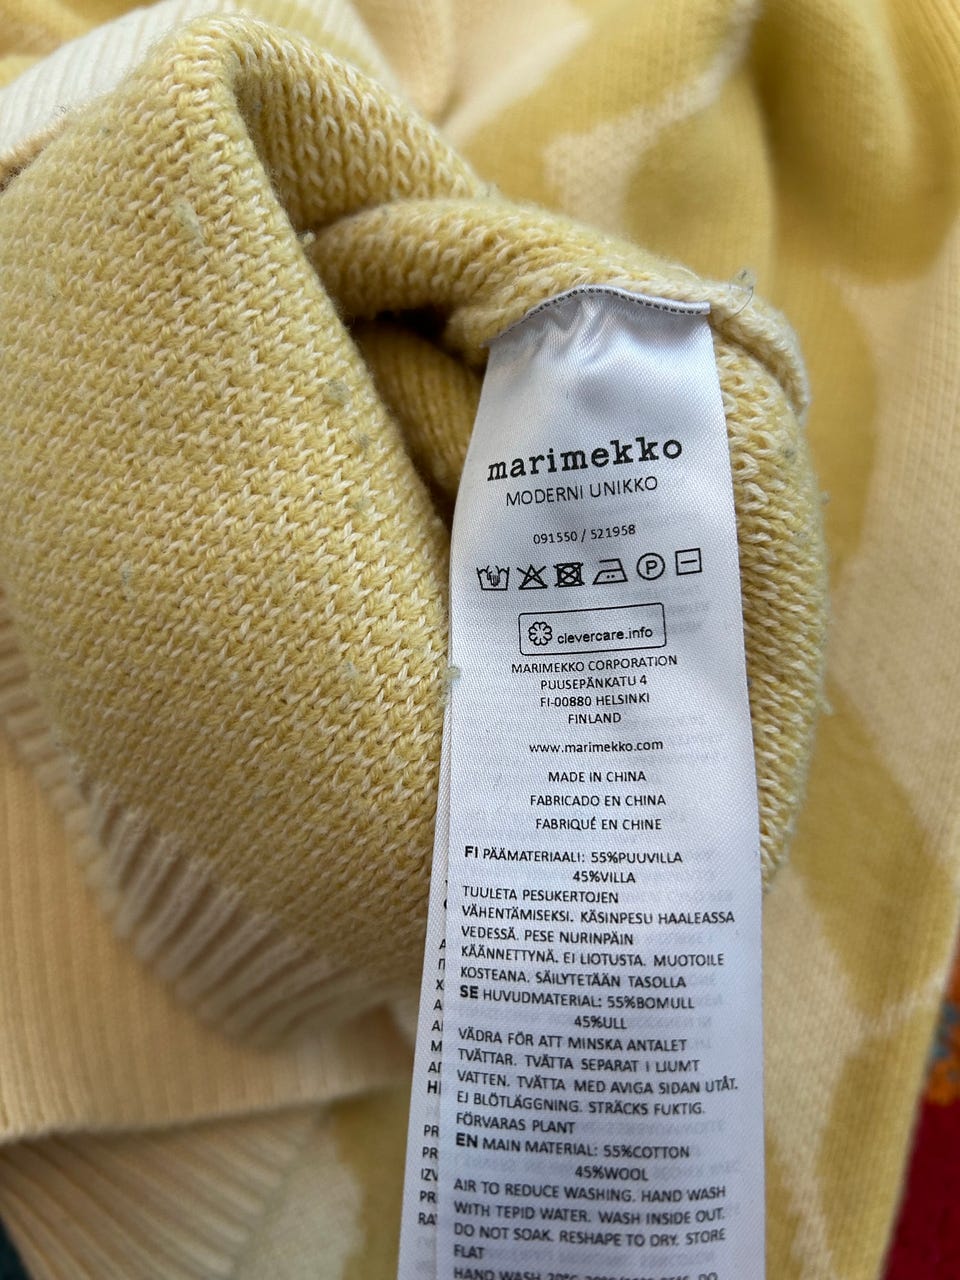 marimekko
MODERNI UNIKKO
091550 / 521958
P
clevercare.info
MARIMEKKO CORPORATION
PUUSEPÄNKATU 4
FI-00880 HELSINKI
FINLAND
www.marimekko.com
MADE IN CHINA
FABRICADO EN CHINA
FABRIQUÉ EN CHINE
FI PÄÄMATERIAALI: 55%PUUVILLA
45%VILLA
TUULETA PESUKERTOJEN
VÄHENTÄMISEKSI. KÄSINPESU HAALEASSA
VEDESSÄ. PESE NURINPÄIN
KÄÄNNETTYNÄ. EI LIOTUSTA. MUOTOILE
KOSTEANA. SÄILYTETÄÄN TASOLLA
SE HUVUDMATERIAL: 55%BOMULL
45%ULL
VÄDRA FÖR ATT MINSKA ANTALET
TVÄTTAR. TVÄTTA SEPARAT I LJUMT
VATTEN. TVÄTTA MED AVIGA SIDAN UTÅT.
EJ BLÖTLÄGGNING. STRÄCKS FUKTIG.
FÖRVARAS PLANT
EN MAIN MATERIAL: 55%COTTON
45%WOOL
AIR TO REDUCE WASHING. HAND WASH
WITH TEPID WATER. WASH INSIDE OUT.
DO NOT SOAK. RESHAPE TO DRY. STORE
FLAT
HAND WASH